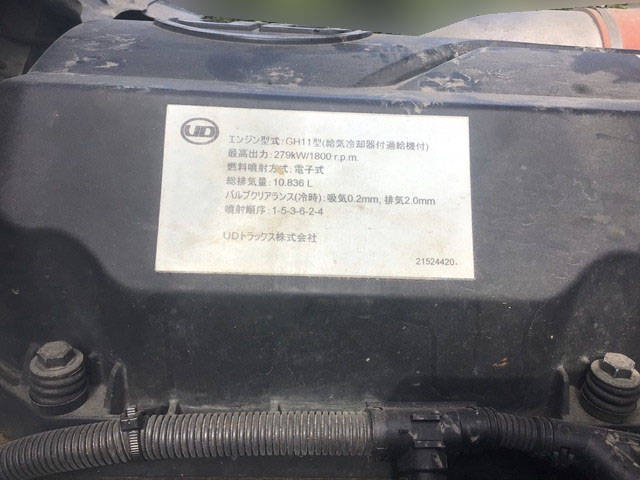 UD
エンジン型式:GH11型(給気冷却器付過給機付)
最高出力:279kW/1800 r.p.m.
燃料噴射方式:電子式
総排気量:10.836 L
バルブクリアランス(冷時):吸気0.2mm, 排気2.0mm
噴射順序:1-5-3-6-2-4
UDトラックス株式会社
21524420.